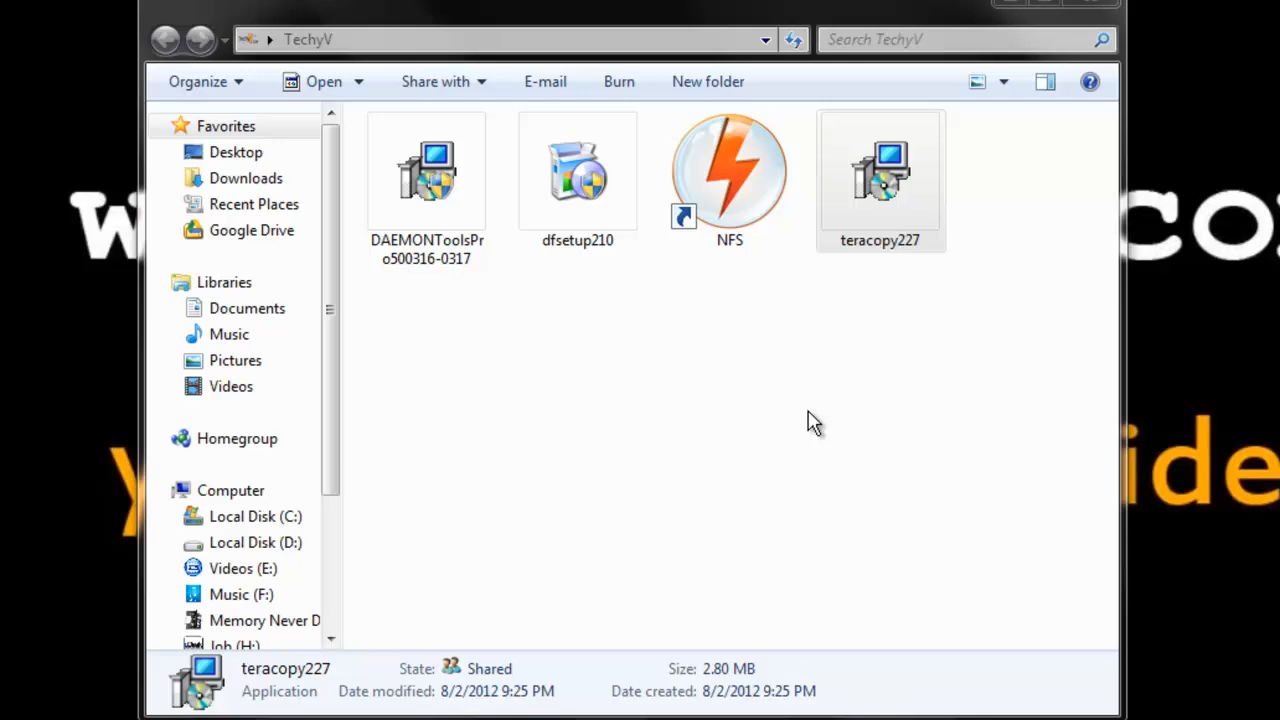 TechyV
Search TechyV
Organize
Open
Share with
E-mail
Burn
New folder
Favorites
Desktop
Downloads
Recent Places
Google Drive
Libraries
Documents
Music
Pictures
Videos
Homegroup
Computer
Local Disk (C:)
Local Disk (D:)
Videos (E:)
Music (F:)
Memory Never D
Job (H:)
DAEMONToolsPr
o500316-0317
dfsetup210
NFS
teracopy227
teracopy227
State: Shared
Size: 2.80 MB
Application
Date modified: 8/2/2012 9:25 PM
Date created: 8/2/2012 9:25 PM